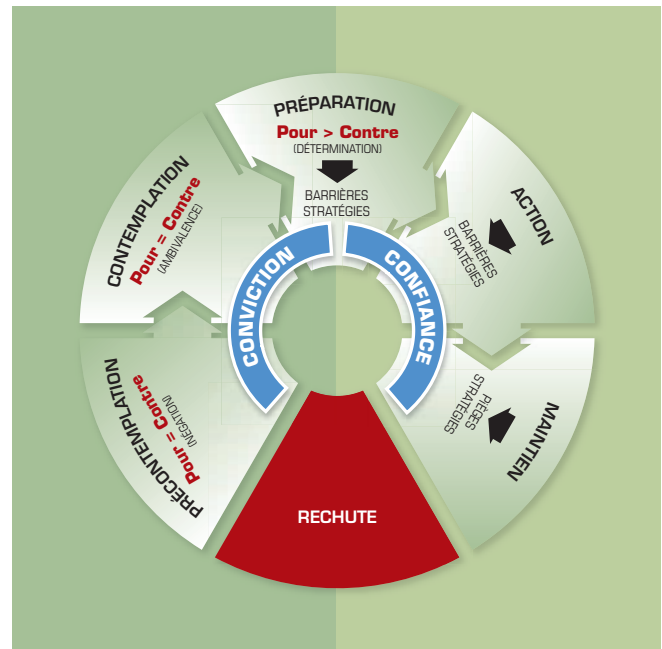 PRÉPARATION
Pour > Contre
(DÉTERMINATION)
BARRIÈRES
STRATÉGIES
CONTEMPLATION
Pour = Contre
(AMBIVALENCE)
ACTION
BARRIÈRES
STRATÉGIES
CONVICTION
CONFIANCE
PRÉCONTEMPLATION
Pour = Contre
(NÉGATION)
MAINTIEN
PIÈGES
STRATÉGIES
RECHUTE